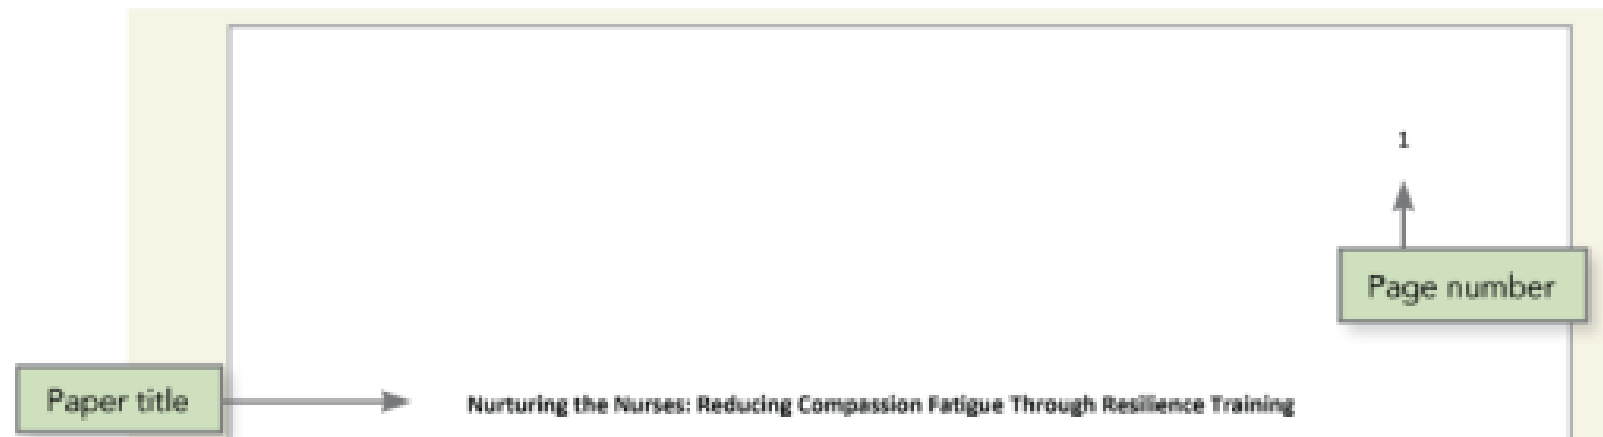 1
Page number
Paper title
Nurturing the Nurses: Reducing Compassion Fatigue Through Resilience Training